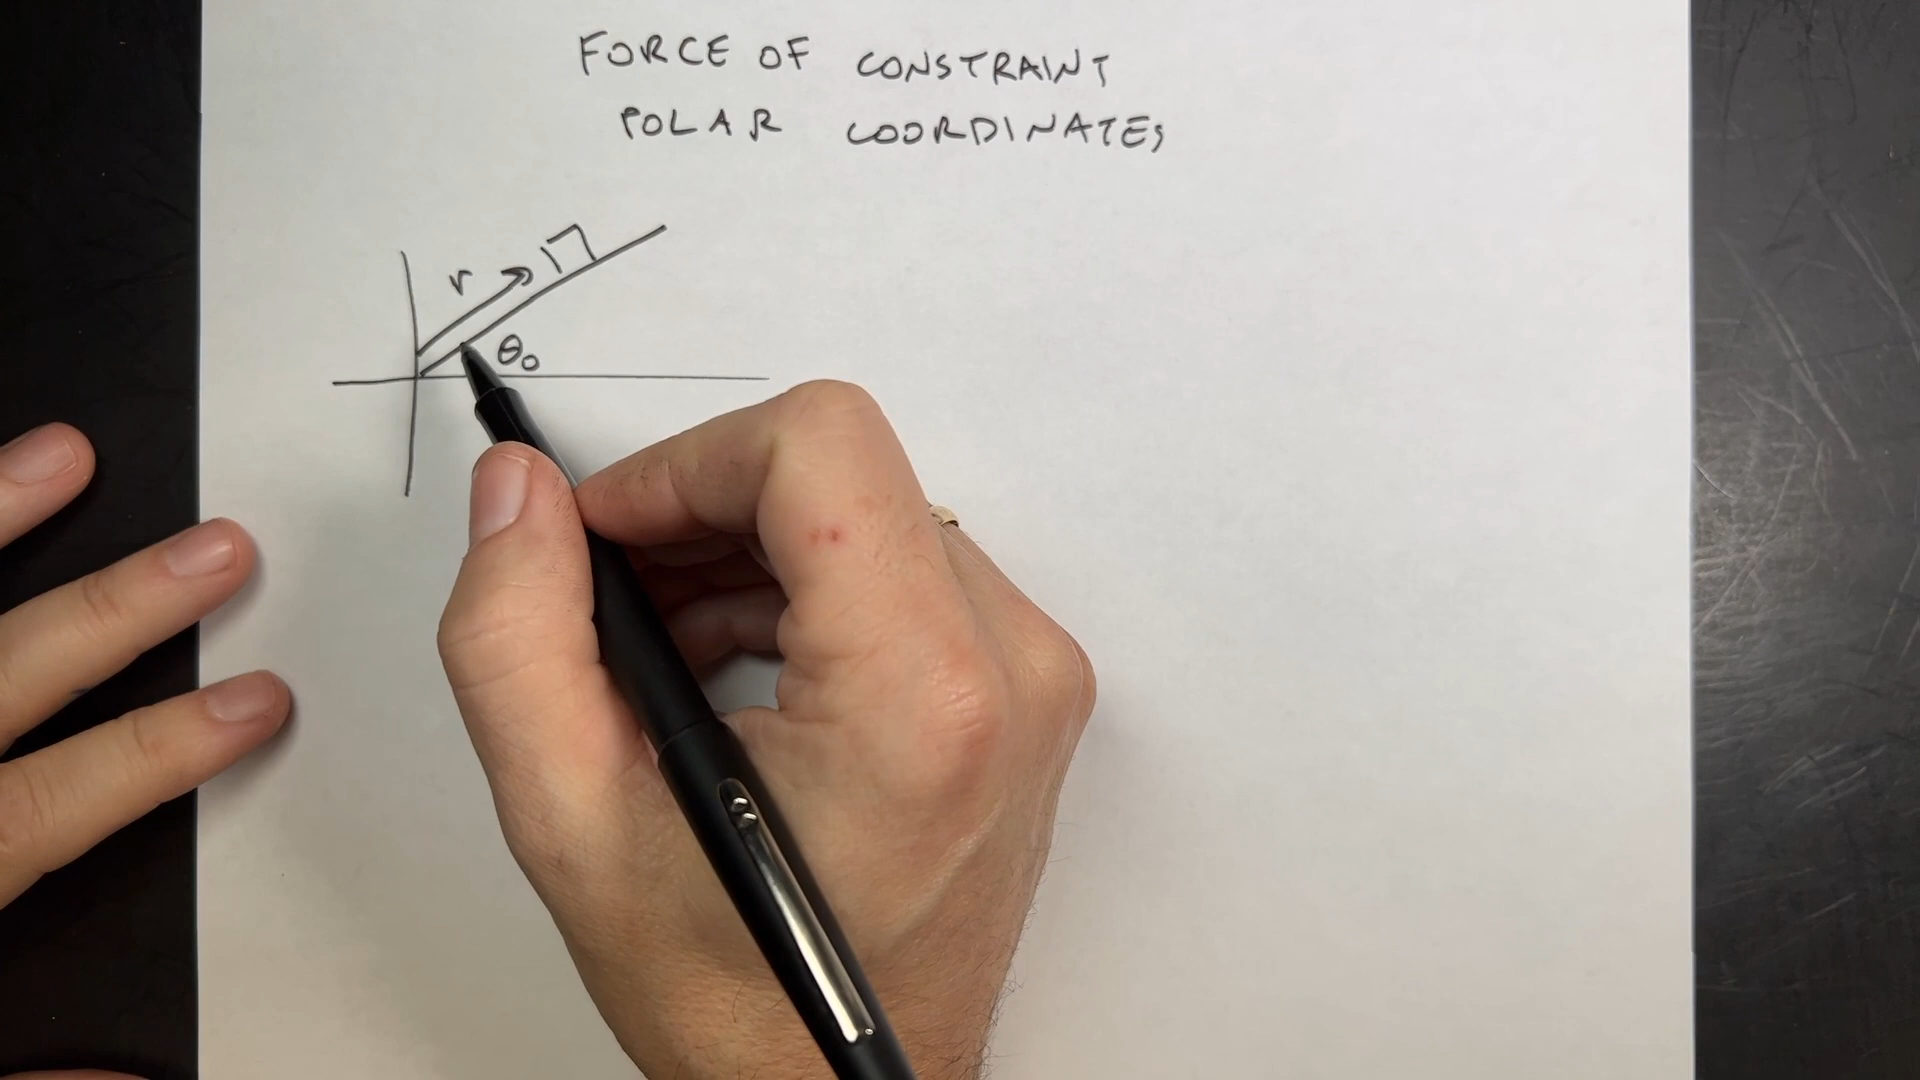 FORCE OF CONSTRAINT
POLAR COORDINATES
r
θ₀